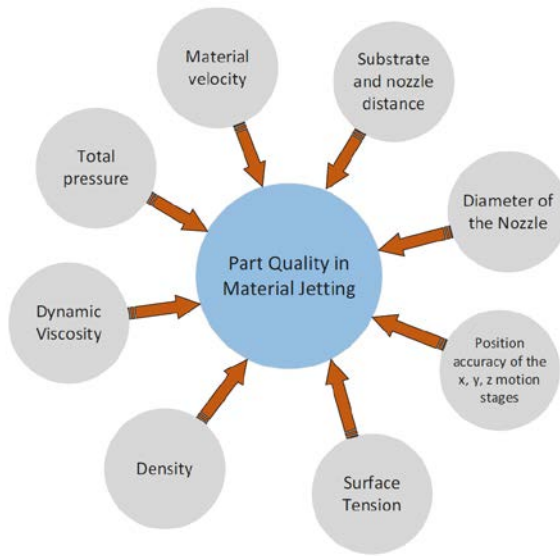 Material
velocity
Substrate
and nozzle
distance
Total
pressure
Diameter of
the Nozzle
Part Quality in
Material Jetting
Dynamic
Viscosity
Position
accuracy of the
x, y, z motion
stages
Density
Surface
Tension